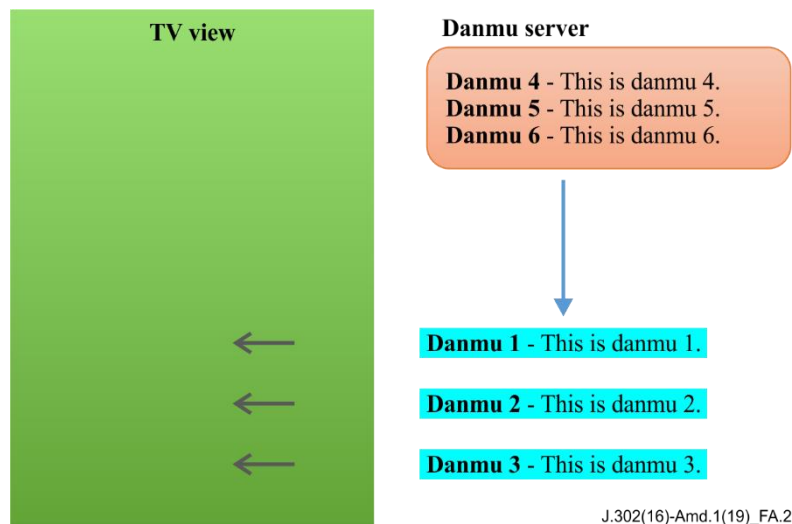 TV view
Danmu server
Danmu 4 - This is danmu 4.
Danmu 5 - This is danmu 5.
Danmu 6 - This is danmu 6.
Danmu 1 - This is danmu 1.
Danmu 2 - This is danmu 2.
Danmu 3 - This is danmu 3.
J.302(16)-Amd.1(19)_FA.2